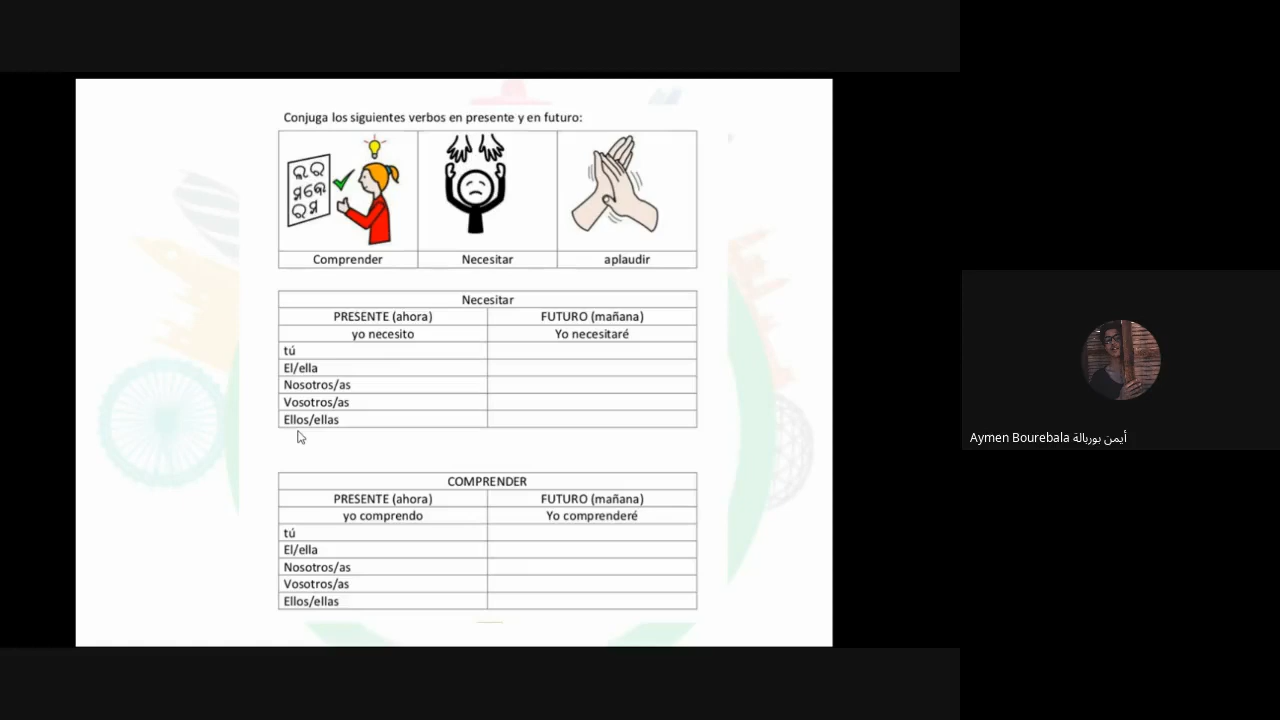 Conjuga los siguientes verbos en presente y en futuro:
Comprender Necesitar aplaudir
Necesitar
PRESENTE (ahora) FUTURO (mañana)
yo necesito Yo necesitaré
tú
El/ella
Nosotros/as
Vosotros/as
Ellos/ellas
COMPRENDER
PRESENTE (ahora) FUTURO (mañana)
yo comprendo Yo comprenderé
tú
El/ella
Nosotros/as
Vosotros/as
Ellos/ellas
Aymen Bourebala أيمن بوربالة